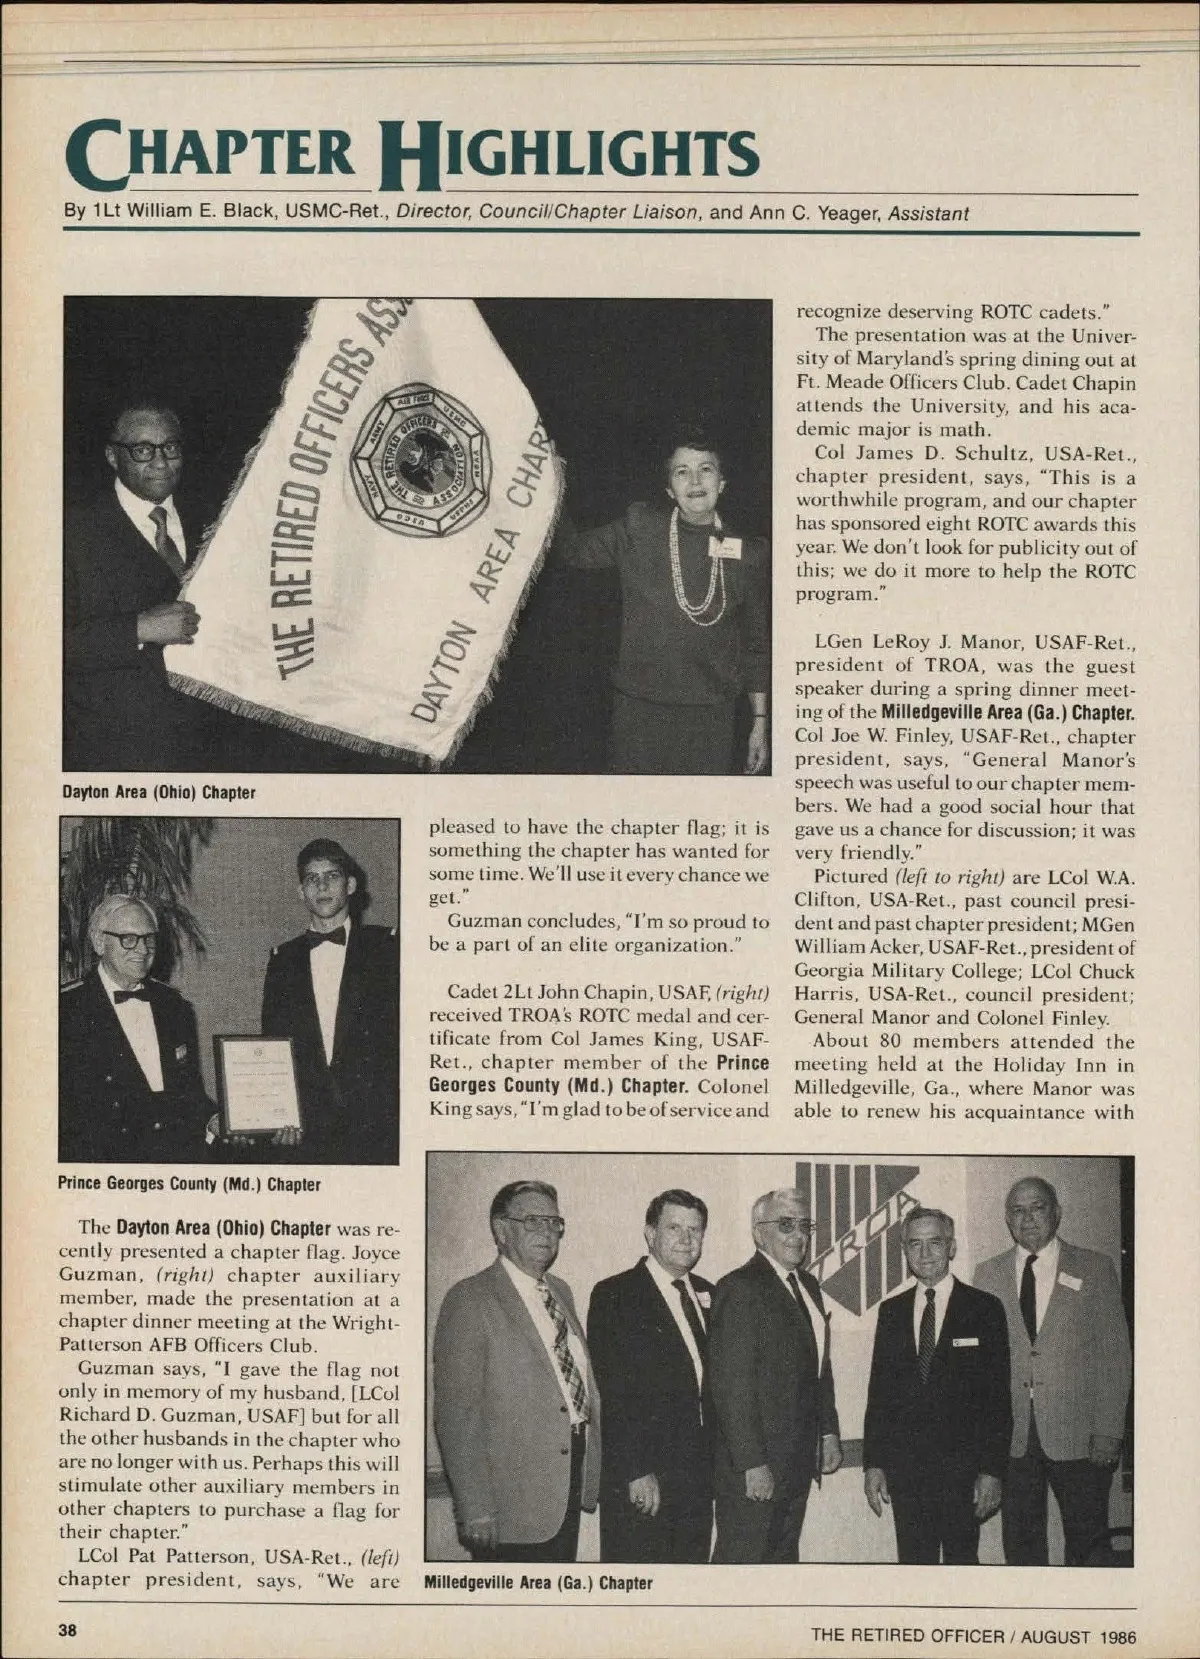 CHAPTER HIGHLIGHTS
By 1Lt William E. Black, USMC-Ret., Director, Council/Chapter Liaison, and Ann C. Yeager, Assistant
THE RETIRED OFFICERS ASS
DAYTON AREA CHAPT
AIR FORCE
USMC
ARMY
NAVY
USCG
NOAA
THE RETIRED OFFICERS
ASSOCIATION
Dayton Area (Ohio) Chapter
Prince Georges County (Md.) Chapter
The Dayton Area (Ohio) Chapter was re-
cently presented a chapter flag. Joyce
Guzman, (right) chapter auxiliary
member, made the presentation at a
chapter dinner meeting at the Wright-
Patterson AFB Officers Club.
Guzman says, "I gave the flag not
only in memory of my husband, [LCol
Richard D. Guzman, USAF] but for all
the other husbands in the chapter who
are no longer with us. Perhaps this will
stimulate other auxiliary members in
other chapters to purchase a flag for
their chapter."
LCol Pat Patterson, USA-Ret., (left)
chapter president, says, "We are
pleased to have the chapter flag; it is
something the chapter has wanted for
some time. We'll use it every chance we
get."
Guzman concludes, "I'm so proud to
be a part of an elite organization."
Cadet 2Lt John Chapin, USAF, (right)
received TROA's ROTC medal and cer-
tificate from Col James King, USAF-
Ret., chapter member of the Prince
Georges County (Md.) Chapter. Colonel
King says, "I'm glad to be of service and
recognize deserving ROTC cadets."
The presentation was at the Univer-
sity of Maryland's spring dining out at
Ft. Meade Officers Club. Cadet Chapin
attends the University, and his aca-
demic major is math.
Col James D. Schultz, USA-Ret.,
chapter president, says, "This is a
worthwhile program, and our chapter
has sponsored eight ROTC awards this
year. We don't look for publicity out of
this; we do it more to help the ROTC
program."
LGen LeRoy J. Manor, USAF-Ret.,
president of TROA, was the guest
speaker during a spring dinner meet-
ing of the Milledgeville Area (Ga.) Chapter.
Col Joe W. Finley, USAF-Ret., chapter
president, says, "General Manor's
speech was useful to our chapter mem-
bers. We had a good social hour that
gave us a chance for discussion; it was
very friendly."
Pictured (left to right) are LCol W.A.
Clifton, USA-Ret., past council presi-
dent and past chapter president; MGen
William Acker, USAF-Ret., president of
Georgia Military College; LCol Chuck
Harris, USA-Ret., council president;
General Manor and Colonel Finley.
About 80 members attended the
meeting held at the Holiday Inn in
Milledgeville, Ga., where Manor was
able to renew his acquaintance with
TROA
Milledgeville Area (Ga.) Chapter
38
THE RETIRED OFFICER / AUGUST 1986